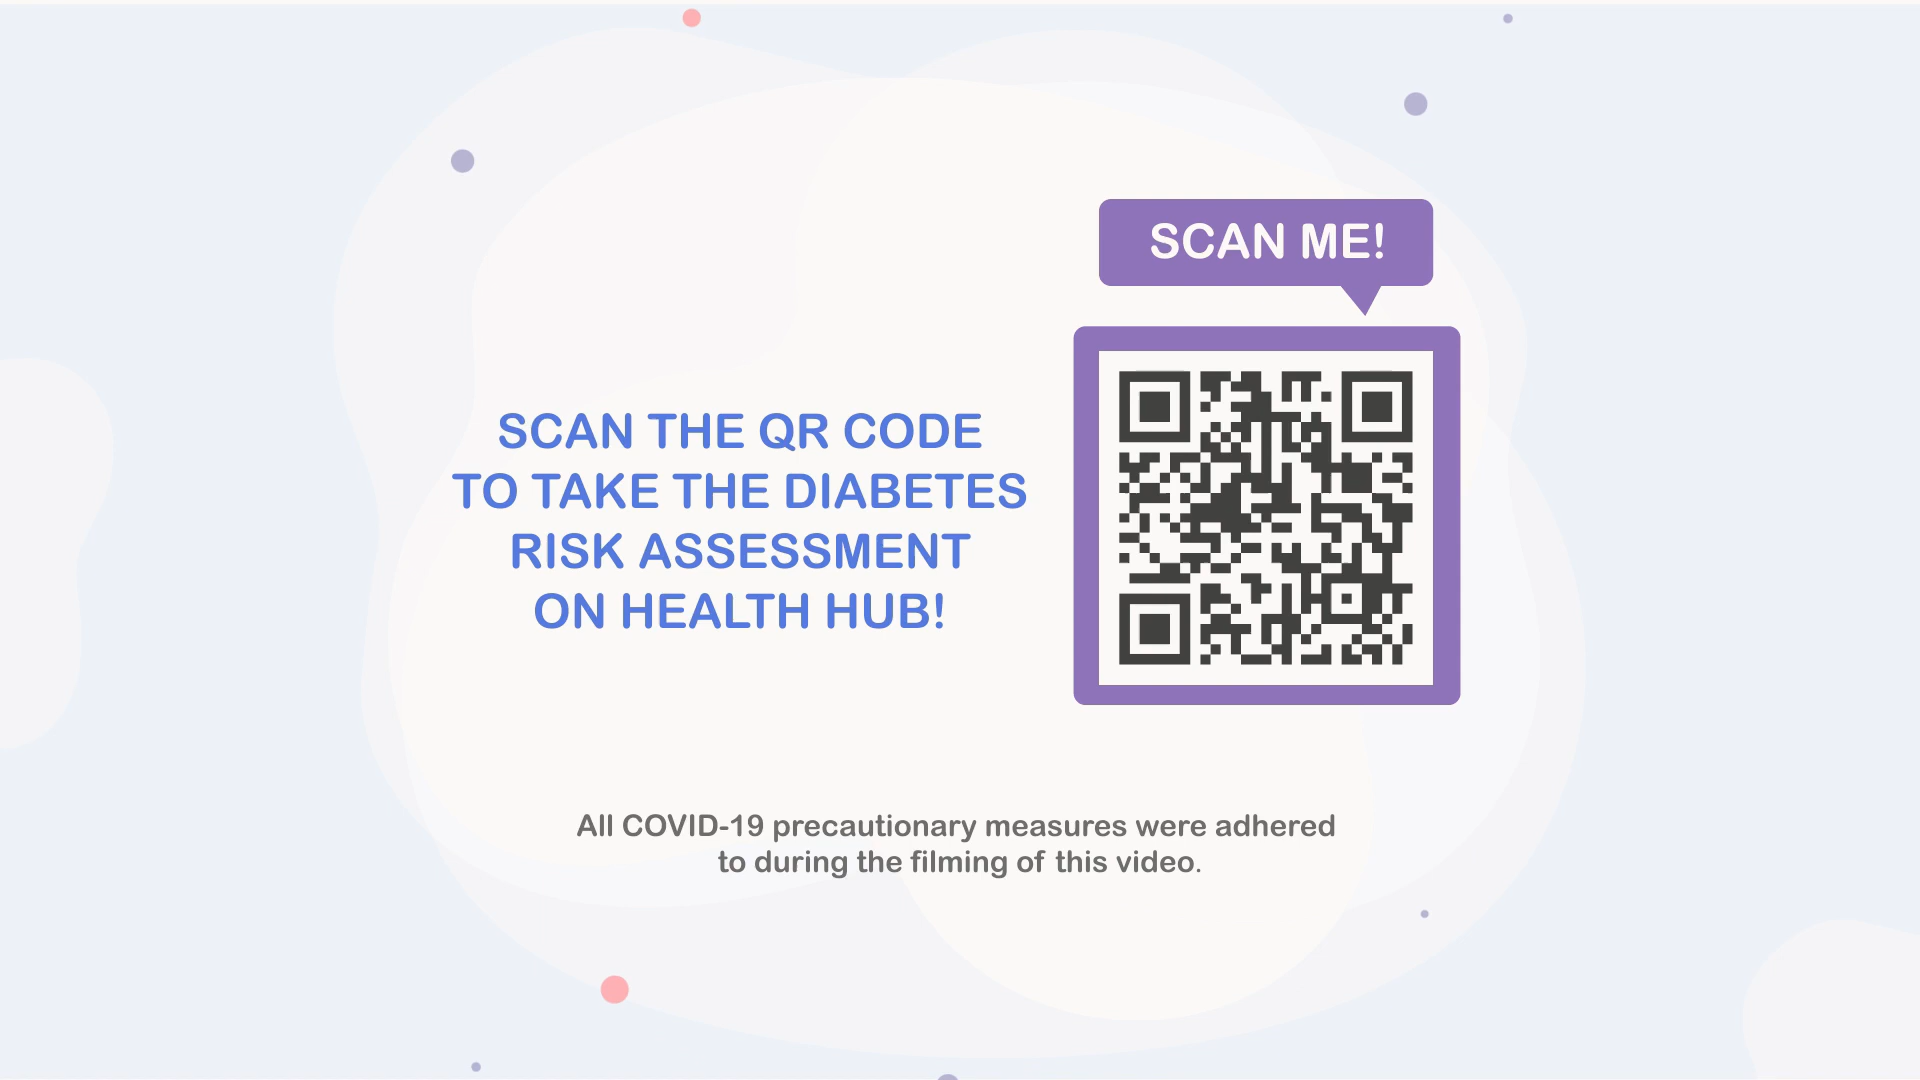 SCAN ME!
SCAN THE QR CODE
TO TAKE THE DIABETES
RISK ASSESSMENT
ON HEALTH HUB!
All COVID-19 precautionary measures were adhered
to during the filming of this video.